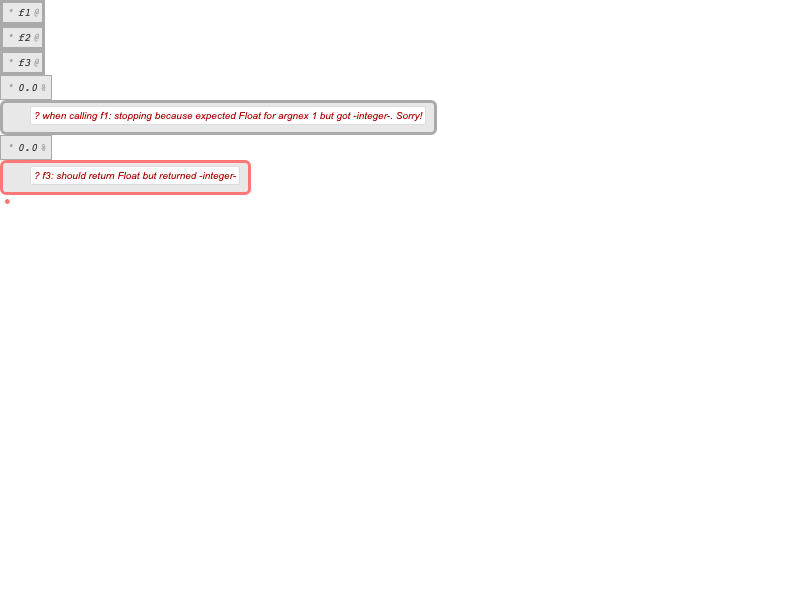 * f1 @
* f2 @
* f3 @
* 0.0 %
? when calling f1: stopping because expected Float for argnex 1 but got -integer-. Sorry!
* 0.0 %
? f3: should return Float but returned -integer-